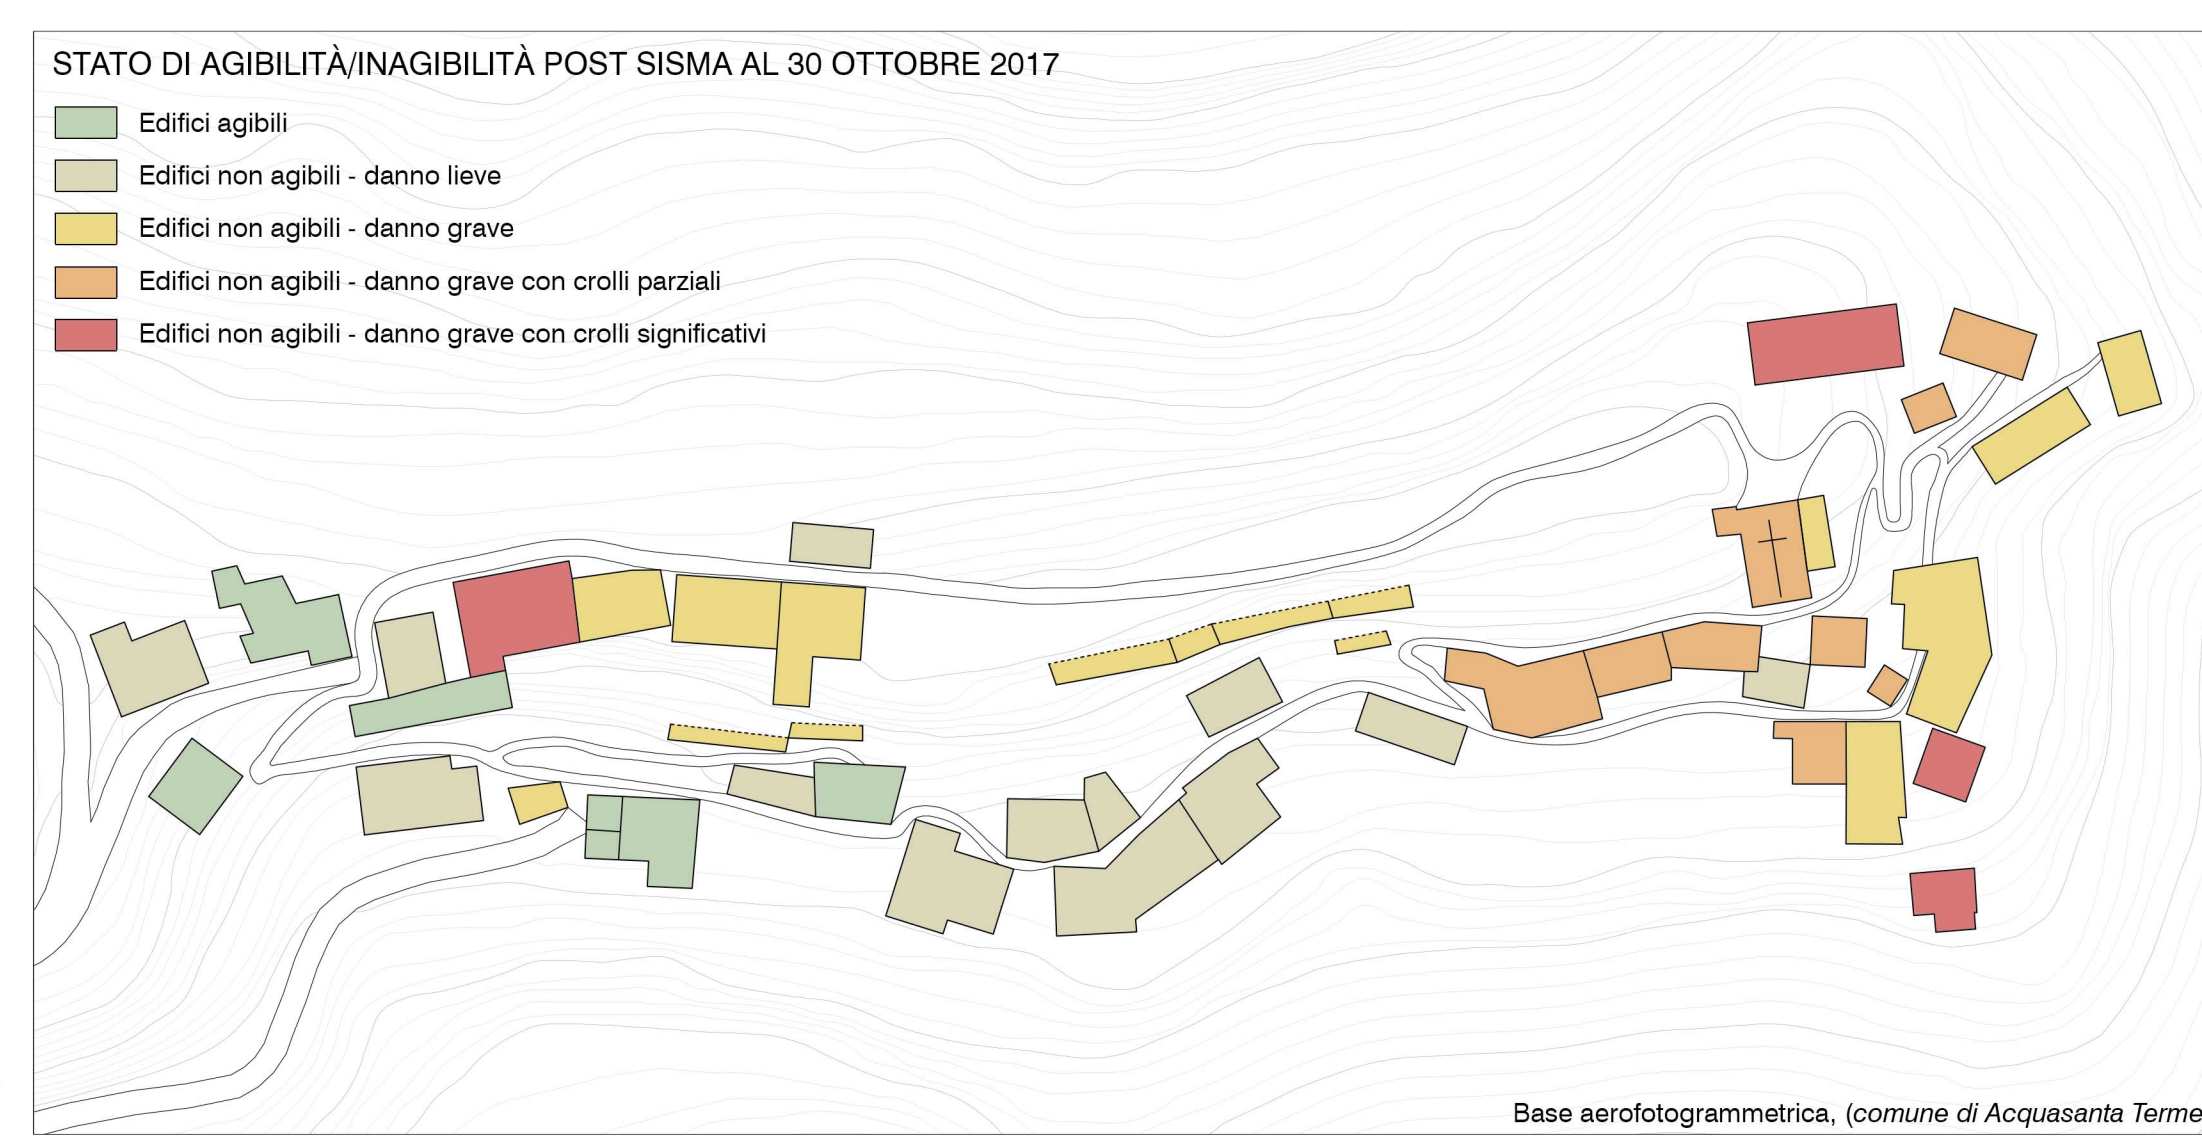 STATO DI AGIBILITÀ/INAGIBILITÀ POST SISMA AL 30 OTTOBRE 2017
Edifici agibili
Edifici non agibili - danno lieve
Edifici non agibili - danno grave
Edifici non agibili - danno grave con crolli parziali
Edifici non agibili - danno grave con crolli significativi
Base aerofotogrammetrica, (comune di Acquasanta Terme